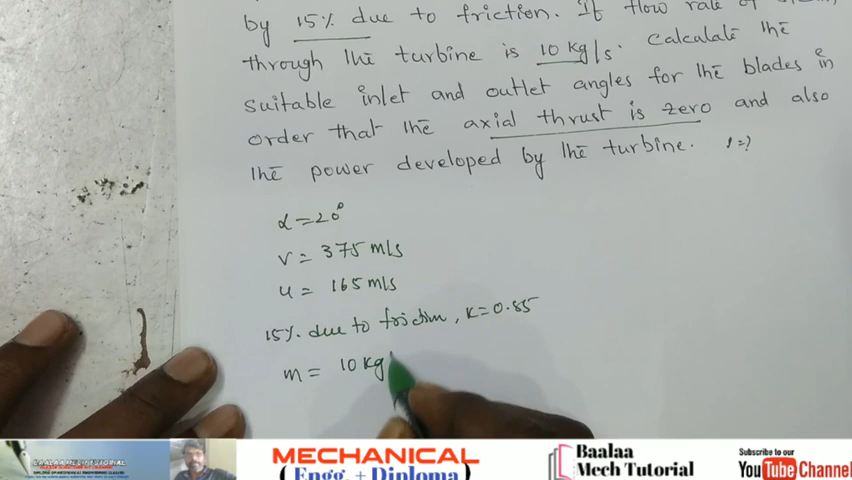 by 15% due to friction. If flow rate of
through the turbine is 10 kg/s. Calculate the
suitable inlet and outlet angles for the blades in
order that the axial thrust is zero and also
the power developed by the turbine.
α = 20°
V = 375 m/s
u = 165 m/s
15% due to friction, K=0.85
m = 10 kg
BAALAA MECH TUTORIAL
MECHANICAL
(Engg. + Diploma)
Baalaa
Mech Tutorial
Subscribe to our
YouTube Channel